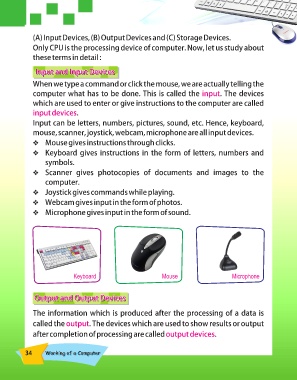 (A) Input Devices, (B) Output Devices and (C) Storage Devices.
Only CPU is the processing device of computer. Now, let us study about
these terms in detail :
Input and Input Devices
When we type a command or click the mouse, we are actually telling the
computer what has to be done. This is called the input. The devices
which are used to enter or give instructions to the computer are called
input devices.
Input can be letters, numbers, pictures, sound, etc. Hence, keyboard,
mouse, scanner, joystick, webcam, microphone are all input devices.
❖ Mouse gives instructions through clicks.
❖ Keyboard gives instructions in the form of letters, numbers and
symbols.
❖ Scanner gives photocopies of documents and images to the
computer.
❖ Joystick gives commands while playing.
❖ Webcam gives input in the form of photos.
❖ Microphone gives input in the form of sound.
Keyboard Mouse Microphone
Output and Output Devices
The information which is produced after the processing of a data is
called the output. The devices which are used to show results or output
after completion of processing are called output devices.
34 Working of a Computer